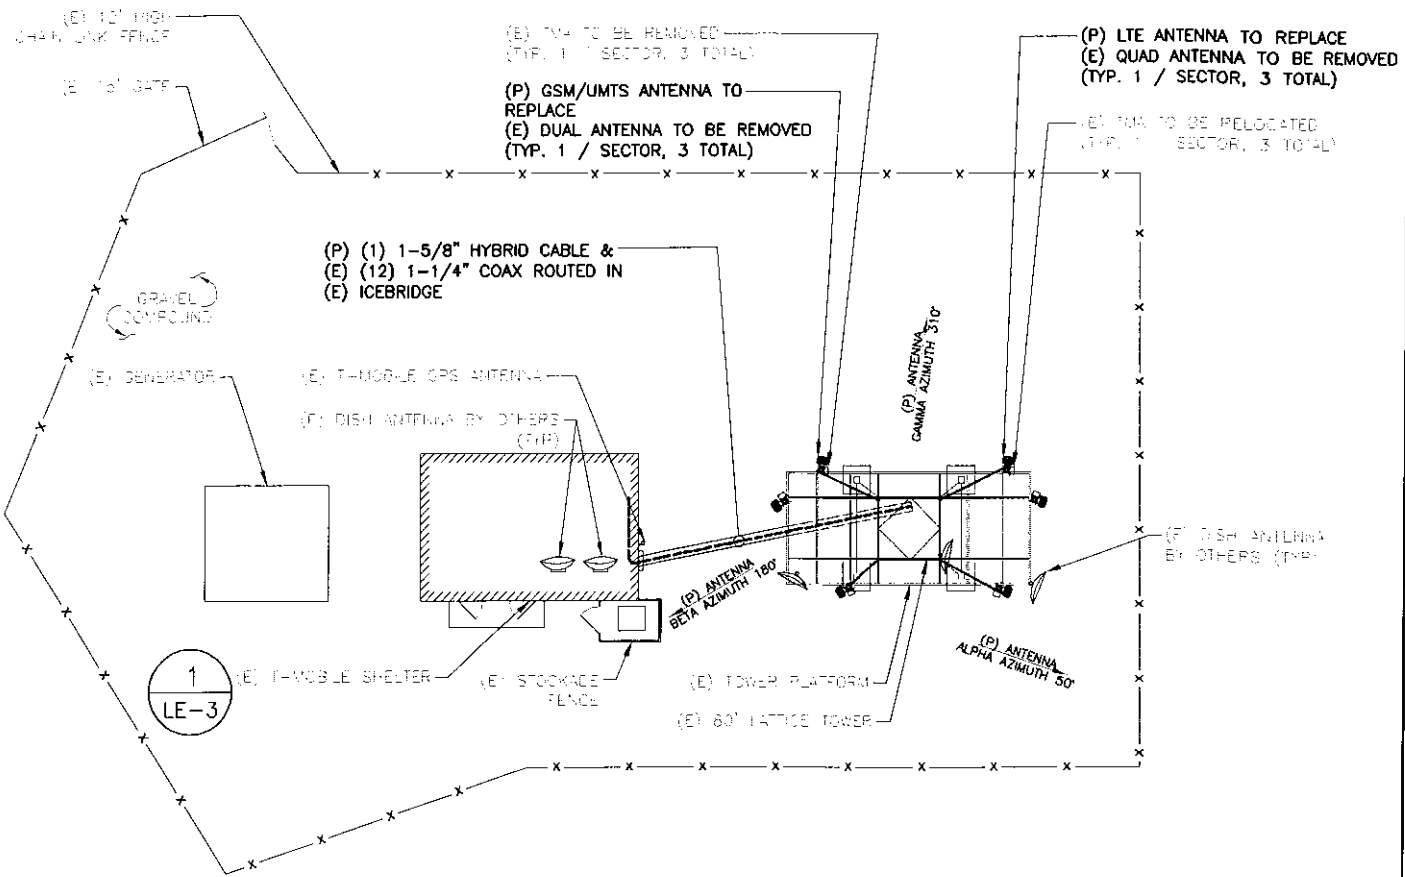 (E) 12' HIGH
CHAIN LINK FENCE
(E) TMA TO BE REMOVED
(TYP. 1 / SECTOR, 3 TOTAL)
(P) LTE ANTENNA TO REPLACE
(E) QUAD ANTENNA TO BE REMOVED
(TYP. 1 / SECTOR, 3 TOTAL)
(E) GATE
(P) GSM/UMTS ANTENNA TO
REPLACE
(E) DUAL ANTENNA TO BE REMOVED
(TYP. 1 / SECTOR, 3 TOTAL)
(E) TMA TO BE RELOCATED
(TYP. 1 / SECTOR, 3 TOTAL)
(P) (1) 1-5/8" HYBRID CABLE &
(E) (12) 1-1/4" COAX ROUTED IN
(E) ICEBRIDGE
GRAVEL
COMPOUND
(P) ANTENNA
GAMMA AZIMUTH 310°
(E) GENERATOR
(E) T-MOBILE GPS ANTENNA
(E) DISH ANTENNA BY OTHERS
(TYP)
(E) DISH ANTENNA
BY OTHERS (TYP)
(P) ANTENNA
BETA AZIMUTH 180°
(P) ANTENNA
ALPHA AZIMUTH 50°
1
LE-3
(E) T-MOBILE SHELTER
(E) STOCKADE
FENCE
(E) TOWER PLATFORM
(E) 80' LATTICE TOWER